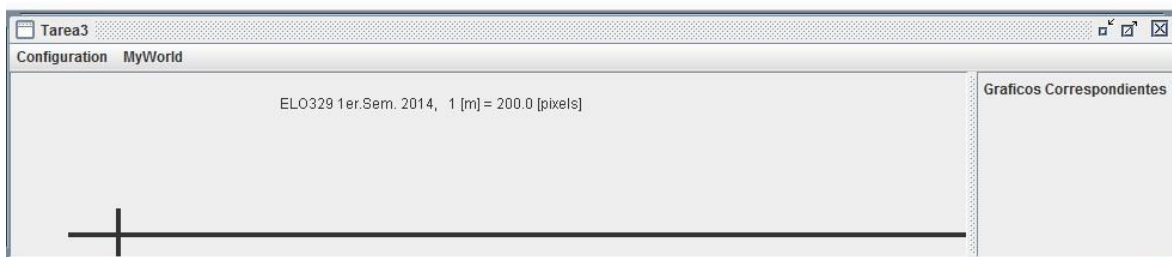 Tarea3
Configuration MyWorld
ELO329 1er.Sem. 2014, 1 [m] = 200.0 [pixels]
Graficos Correspondientes